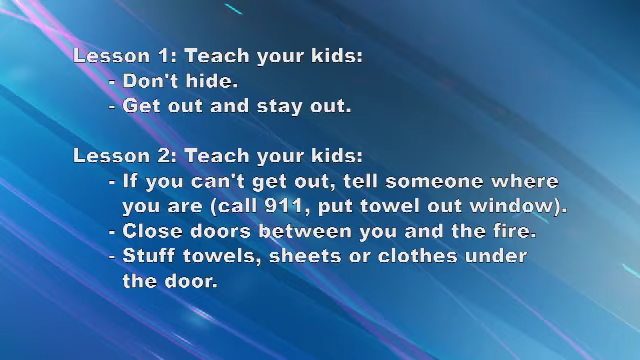 Lesson 1: Teach your kids:
- Don't hide.
- Get out and stay out.
Lesson 2: Teach your kids:
- If you can't get out, tell someone where
you are (call 911, put towel out window).
- Close doors between you and the fire.
- Stuff towels, sheets or clothes under
the door.